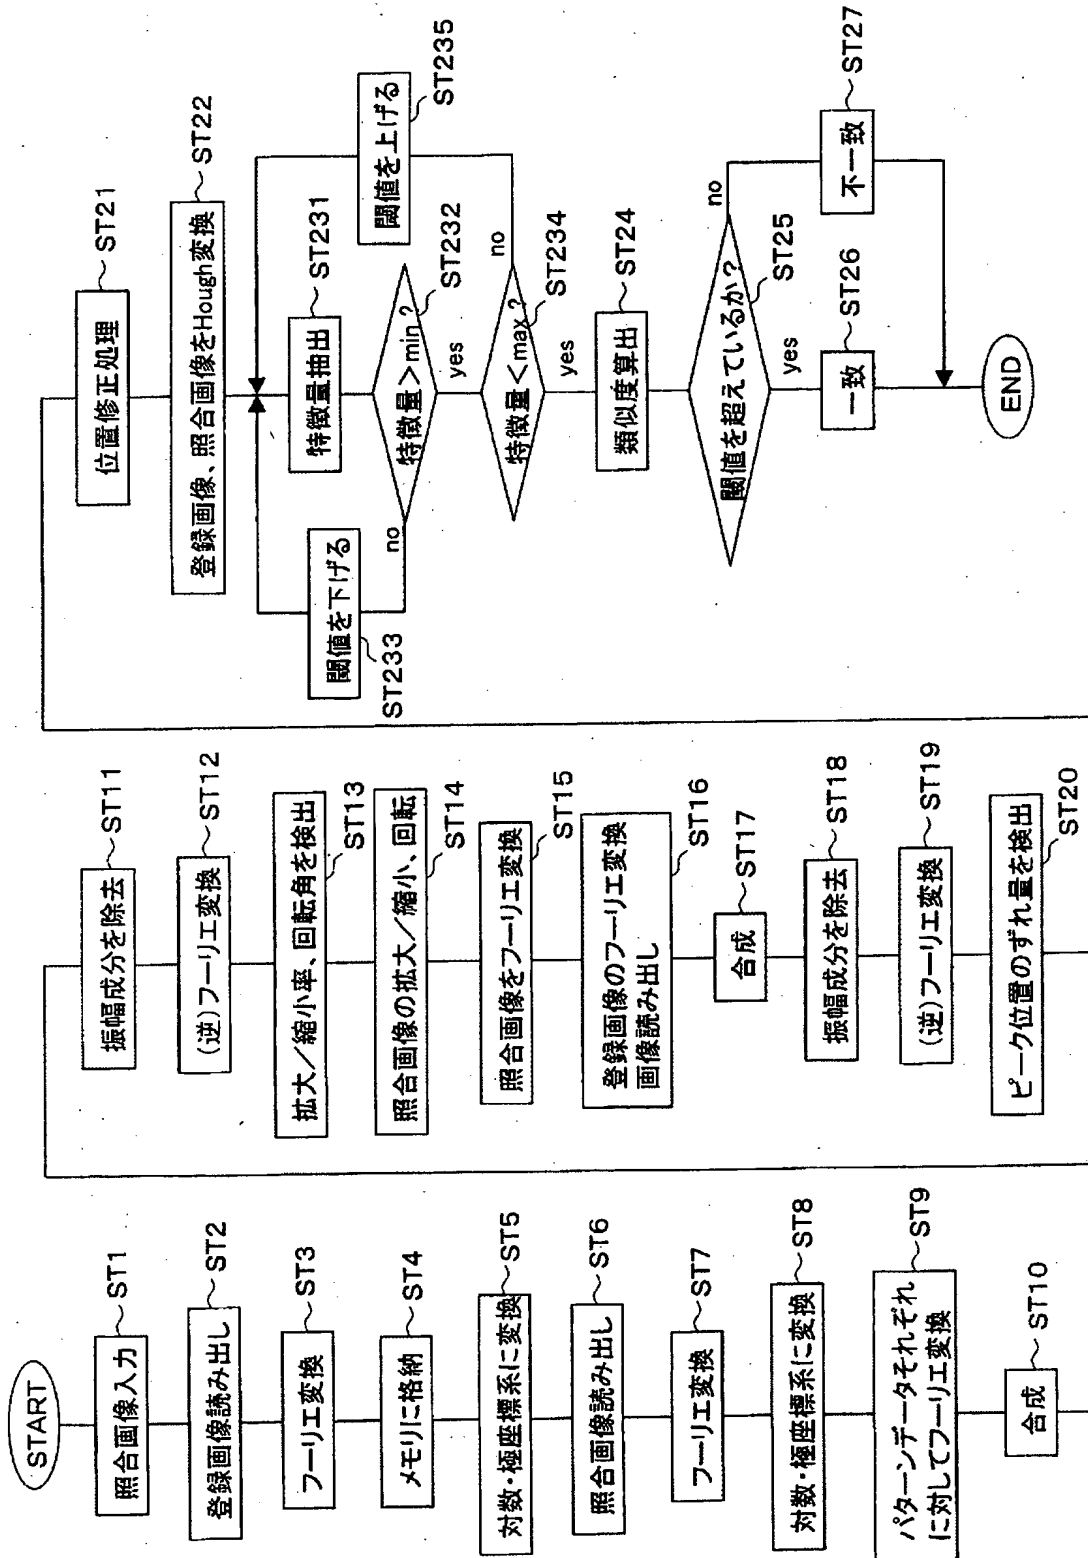 START
照合画像入力
ST1
登録画像読み出し
ST2
フーリエ変換
ST3
メモリに格納
ST4
対数・極座標系に変換
ST5
照合画像読み出し
ST6
フーリエ変換
ST7
対数・極座標系に変換
ST8
パターンデータそれぞれ
に対してフーリエ変換
ST9
合成
ST10
振幅成分を除去
ST11
(逆)フーリエ変換
ST12
拡大/縮小率、回転角を検出
ST13
照合画像の拡大/縮小、回転
ST14
照合画像をフーリエ変換
ST15
登録画像のフーリエ変換
画像読み出し
ST16
合成
ST17
振幅成分を除去
ST18
(逆)フーリエ変換
ST19
ピーク位置のずれ量を検出
ST20
位置修正処理
ST21
登録画像、照合画像をHough変換
ST22
特徴量抽出
ST231
特徴量>min?
ST232
no
yes
閾値を下げる
ST233
特徴量<max?
ST234
no
yes
閾値を上げる
ST235
類似度算出
ST24
閾値を超えているか?
ST25
no
yes
一致
ST26
不一致
ST27
END